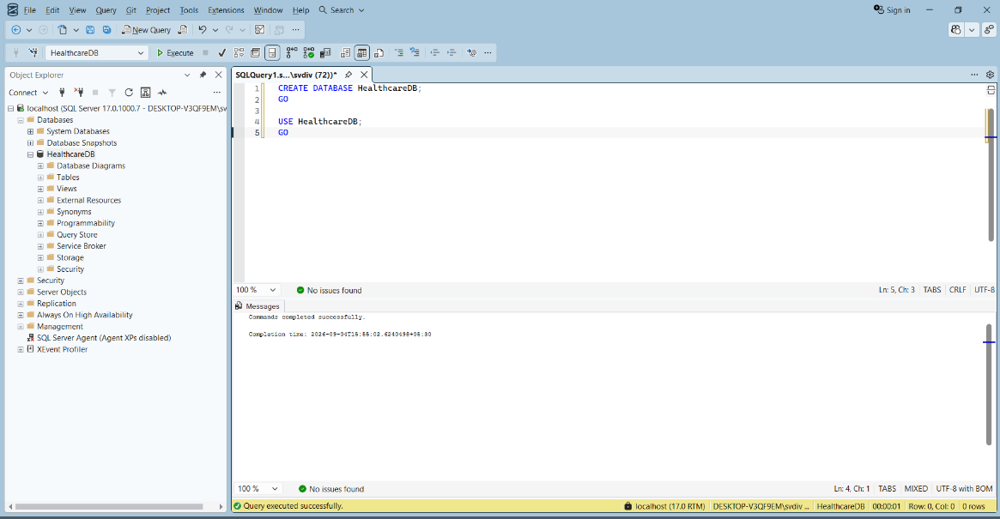 File Edit View Query Git Project Tools Extensions Window Help Search Sign in
New Query
HealthcareDB Execute
Object Explorer
Connect
localhost (SQL Server 17.0.1000.7 - DESKTOP-V3QF9EM\sv
Databases
System Databases
Database Snapshots
HealthcareDB
Database Diagrams
Tables
Views
External Resources
Synonyms
Programmability
Query Store
Service Broker
Storage
Security
Security
Server Objects
Replication
Always On High Availability
Management
SQL Server Agent (Agent XPs disabled)
XEvent Profiler
SQLQuery1.s...\svdiv (72))*
1 CREATE DATABASE HealthcareDB;
2 GO
3
4 USE HealthcareDB;
5 GO
100 % No issues found Ln: 5, Ch: 3 TABS CRLF UTF-8
Messages
Commands completed successfully.
Completion time: 2026-09-04T15:55:02.6240498+05:30
100 % No issues found Ln: 4, Ch: 1 TABS MIXED UTF-8 with BOM
Query executed successfully. localhost (17.0 RTM) DESKTOP-V3QF9EM\svdiv ... HealthcareDB 00:00:01 Row: 0, Col: 0 0 rows